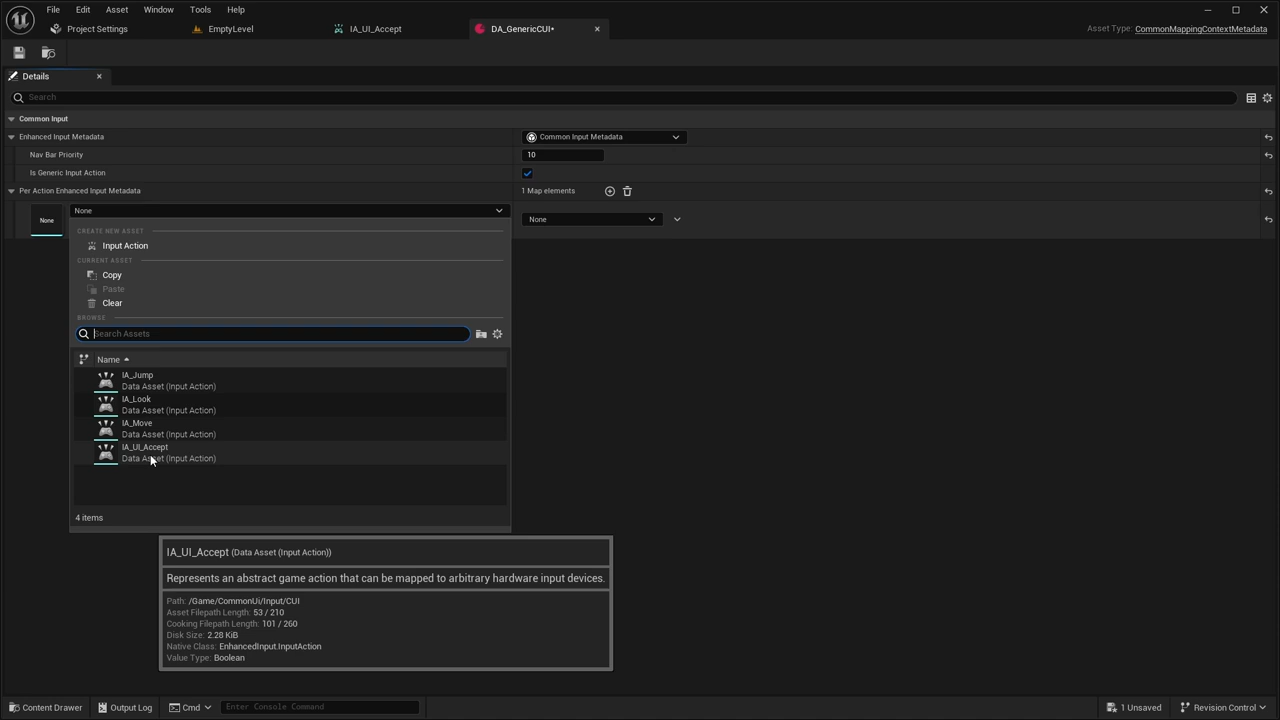 File Edit Asset Window Tools Help
Project Settings EmptyLevel IA_UI_Accept DA_GenericCUI* Asset Type: CommonMappingContextMetadata
Details
Search
Common Input
Enhanced Input Metadata Common Input Metadata
Nav Bar Priority 10
Is Generic Input Action
Per Action Enhanced Input Metadata 1 Map elements
None None None
CREATE NEW ASSET
Input Action
CURRENT ASSET
Copy
Paste
Clear
BROWSE
Search Assets
Name
IA_Jump
Data Asset (Input Action)
IA_Look
Data Asset (Input Action)
IA_Move
Data Asset (Input Action)
IA_UI_Accept
Data Asset (Input Action)
4 items
IA_UI_Accept (Data Asset (Input Action))
Represents an abstract game action that can be mapped to arbitrary hardware input devices.
Path: /Game/CommonUi/Input/CUI
Asset Filepath Length: 53 / 210
Cooking Filepath Length: 101 / 260
Disk Size: 2.28 KiB
Native Class: EnhancedInput.InputAction
Value Type: Boolean
Content Drawer Output Log Cmd Enter Console Command 1 Unsaved Revision Control